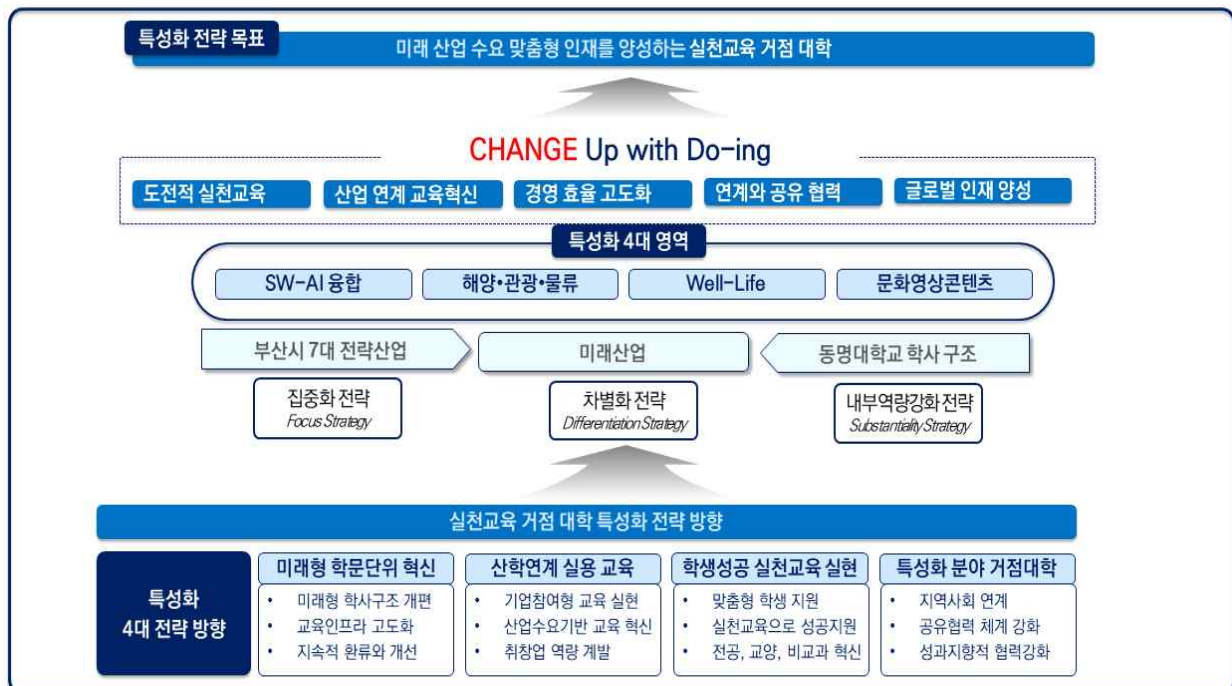 특성화 전략 목표
미래 산업 수요 맞춤형 인재를 양성하는 실천교육 거점 대학
CHANGE Up with Do-ing
도전적 실천교육
산업 연계 교육혁신
경영 효율 고도화
연계와 공유 협력
글로벌 인재 양성
특성화 4대 영역
SW-AI 융합
해양•관광•물류
Well-Life
문화영상콘텐츠
부산시 7대 전략산업
미래산업
동명대학교 학사 구조
집중화 전략
Focus Strategy
차별화 전략
Differentiation Strategy
내부역량강화 전략
Substantiality Strategy
실천교육 거점 대학 특성화 전략 방향
특성화
4대 전략 방향
미래형 학문단위 혁신
• 미래형 학사구조 개편
• 교육인프라 고도화
• 지속적 환류와 개선
산학연계 실용 교육
• 기업참여형 교육 실현
• 산업수요기반 교육 혁신
• 취창업 역량 계발
학생성공 실천교육 실현
• 맞춤형 학생 지원
• 실천교육으로 성공지원
• 전공, 교양, 비교과 혁신
특성화 분야 거점대학
• 지역사회 연계
• 공유협력 체계 강화
• 성과지향적 협력강화